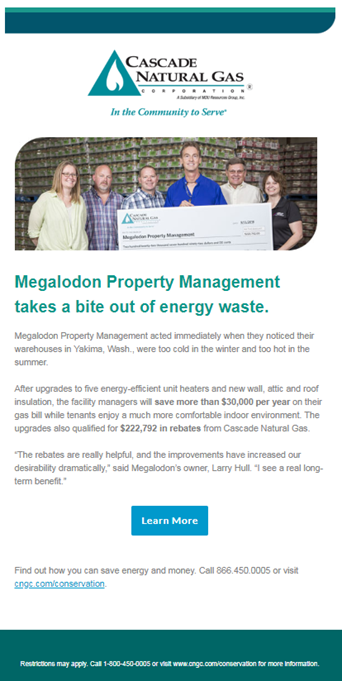 CASCADE
NATURAL GAS
CORPORATION
A Subsidiary of MDU Resources Group, Inc.
In the Community to Serve®
CASCADE
NATURAL GAS
Megalodon Property Management
Megalodon Property Management
takes a bite out of energy waste.
Megalodon Property Management acted immediately when they noticed their
warehouses in Yakima, Wash., were too cold in the winter and too hot in the
summer.
After upgrades to five energy-efficient unit heaters and new wall, attic and roof
insulation, the facility managers will save more than $30,000 per year on their
gas bill while tenants enjoy a much more comfortable indoor environment. The
upgrades also qualified for $222,792 in rebates from Cascade Natural Gas.
“The rebates are really helpful, and the improvements have increased our
desirability dramatically,” said Megalodon’s owner, Larry Hull. “I see a real long-
term benefit.”
Learn More
Find out how you can save energy and money. Call 866.450.0005 or visit
cngc.com/conservation.
Restrictions may apply. Call 1-800-450-0005 or visit www.cngc.com/conservation for more information.